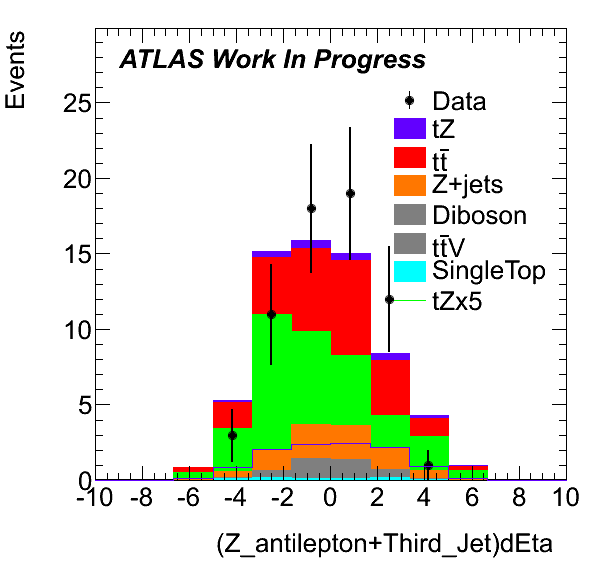 Events
ATLAS Work In Progress
25
20
15
10
5
0
Data
tZ
tt̄
Z+jets
Diboson
tt̄V
SingleTop
tZx5
-10 -8 -6 -4 -2 0 2 4 6 8 10
(Z_antilepton+Third_Jet)dEta